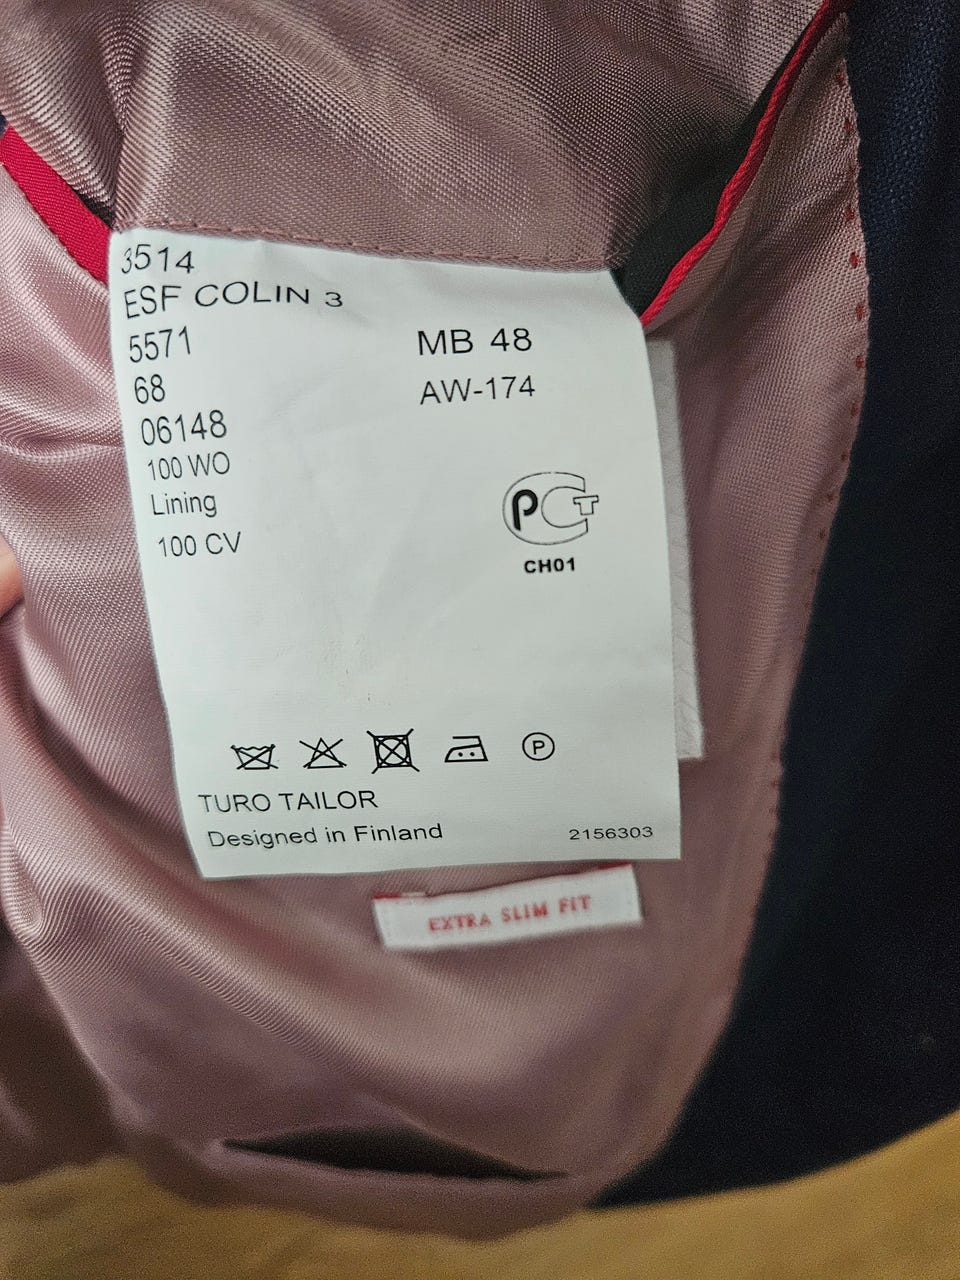 3514
ESF COLIN 3
5571
MB 48
68
AW-174
06148
100 WO
Lining
100 CV
PCT
CH01
P
TURO TAILOR
Designed in Finland
2156303
EXTRA SLIM FIT